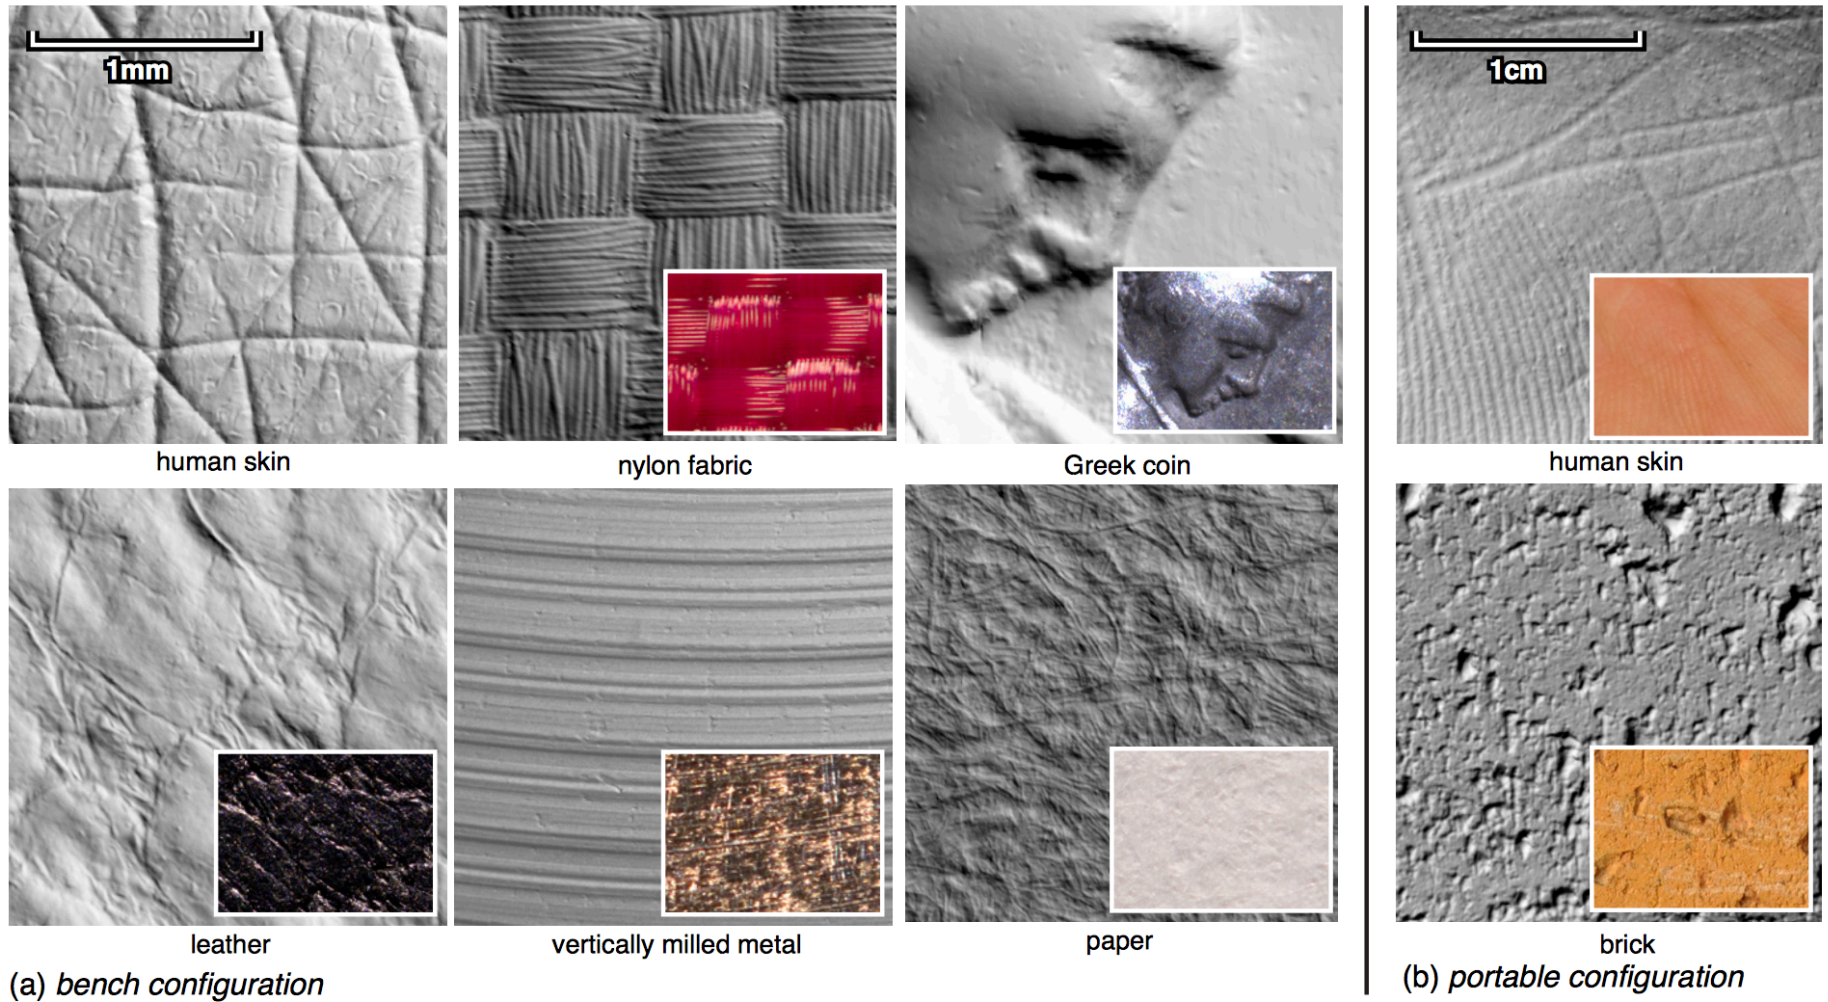 1mm
1cm
human skin
nylon fabric
Greek coin
human skin
leather
vertically milled metal
paper
brick
(a) bench configuration
(b) portable configuration